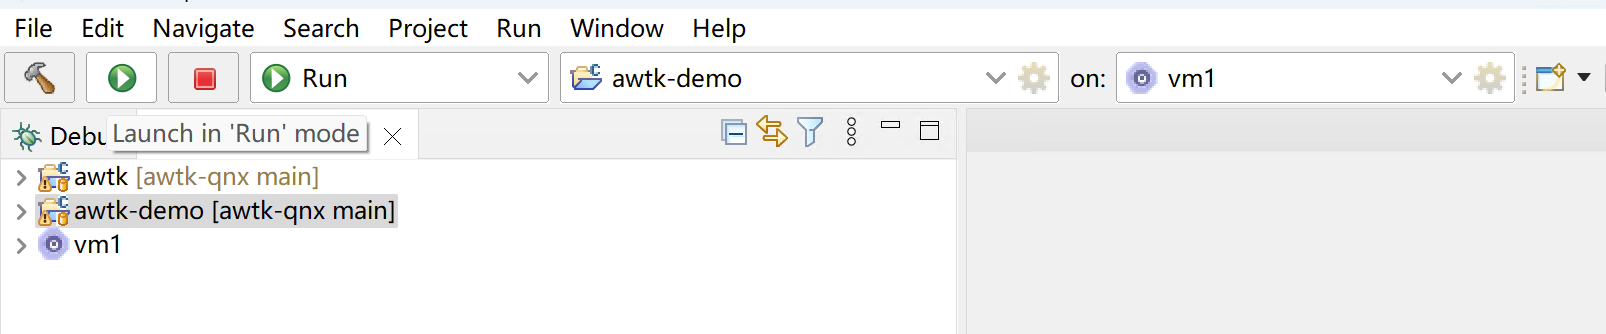 File Edit Navigate Search Project Run Window Help
Run awtk-demo on: vm1
Debu Launch in 'Run' mode
awtk [awtk-qnx main]
awtk-demo [awtk-qnx main]
vm1